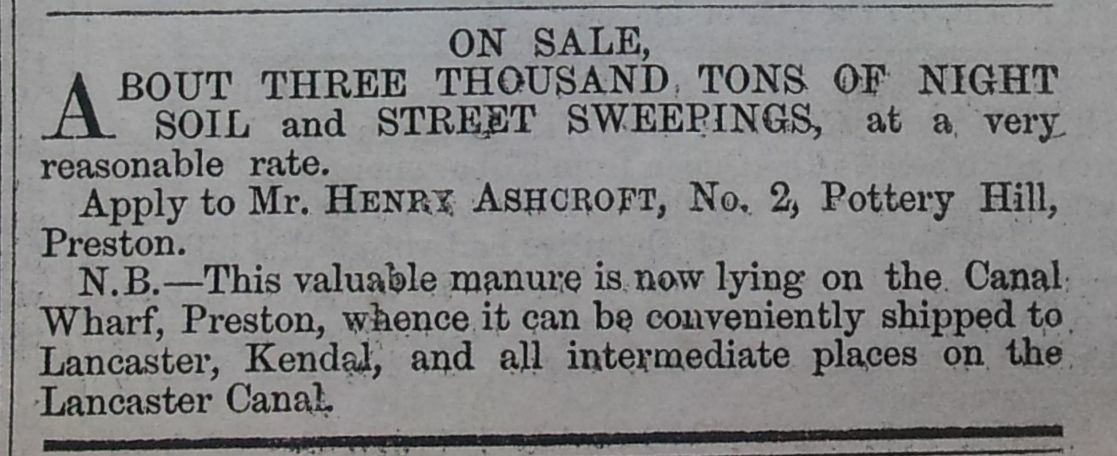 ON SALE,
ABOUT THREE THOUSAND TONS OF NIGHT
SOIL and STREET SWEEPINGS, at a very
reasonable rate.
Apply to Mr. HENRY ASHCROFT, No. 2, Pottery Hill,
Preston.
N.B.—This valuable manure is now lying on the Canal
Wharf, Preston, whence it can be conveniently shipped to
Lancaster, Kendal, and all intermediate places on the
Lancaster Canal.